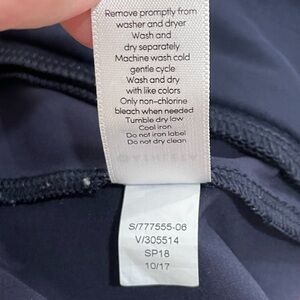 Remove promptly from
washer and dryer
Wash and
dry separately
Machine wash cold
gentle cycle
Wash and dry
with like colors
Only non-chlorine
bleach when needed
Tumble dry low
Cool iron
Do not iron label
Do not dry clean
S/777555-06
V/305514
SP18
10/17